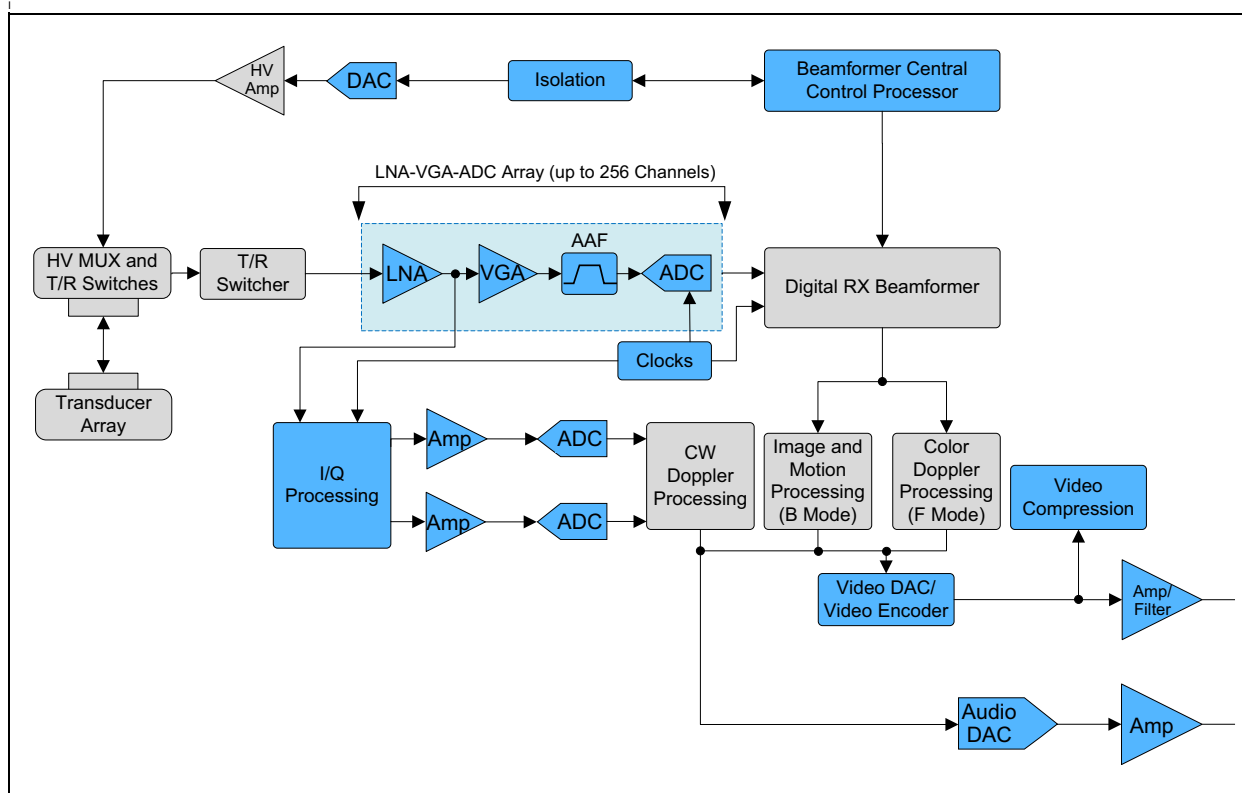 HV
Amp
DAC
Isolation
Beamformer Central
Control Processor
LNA-VGA-ADC Array (up to 256 Channels)
HV MUX and
T/R Switches
T/R
Switcher
LNA
VGA
AAF
ADC
Digital RX Beamformer
Clocks
Transducer
Array
I/Q
Processing
Amp
ADC
Amp
ADC
CW
Doppler
Processing
Image and
Motion
Processing
(B Mode)
Color
Doppler
Processing
(F Mode)
Video
Compression
Video DAC/
Video Encoder
Amp/
Filter
Audio
DAC
Amp